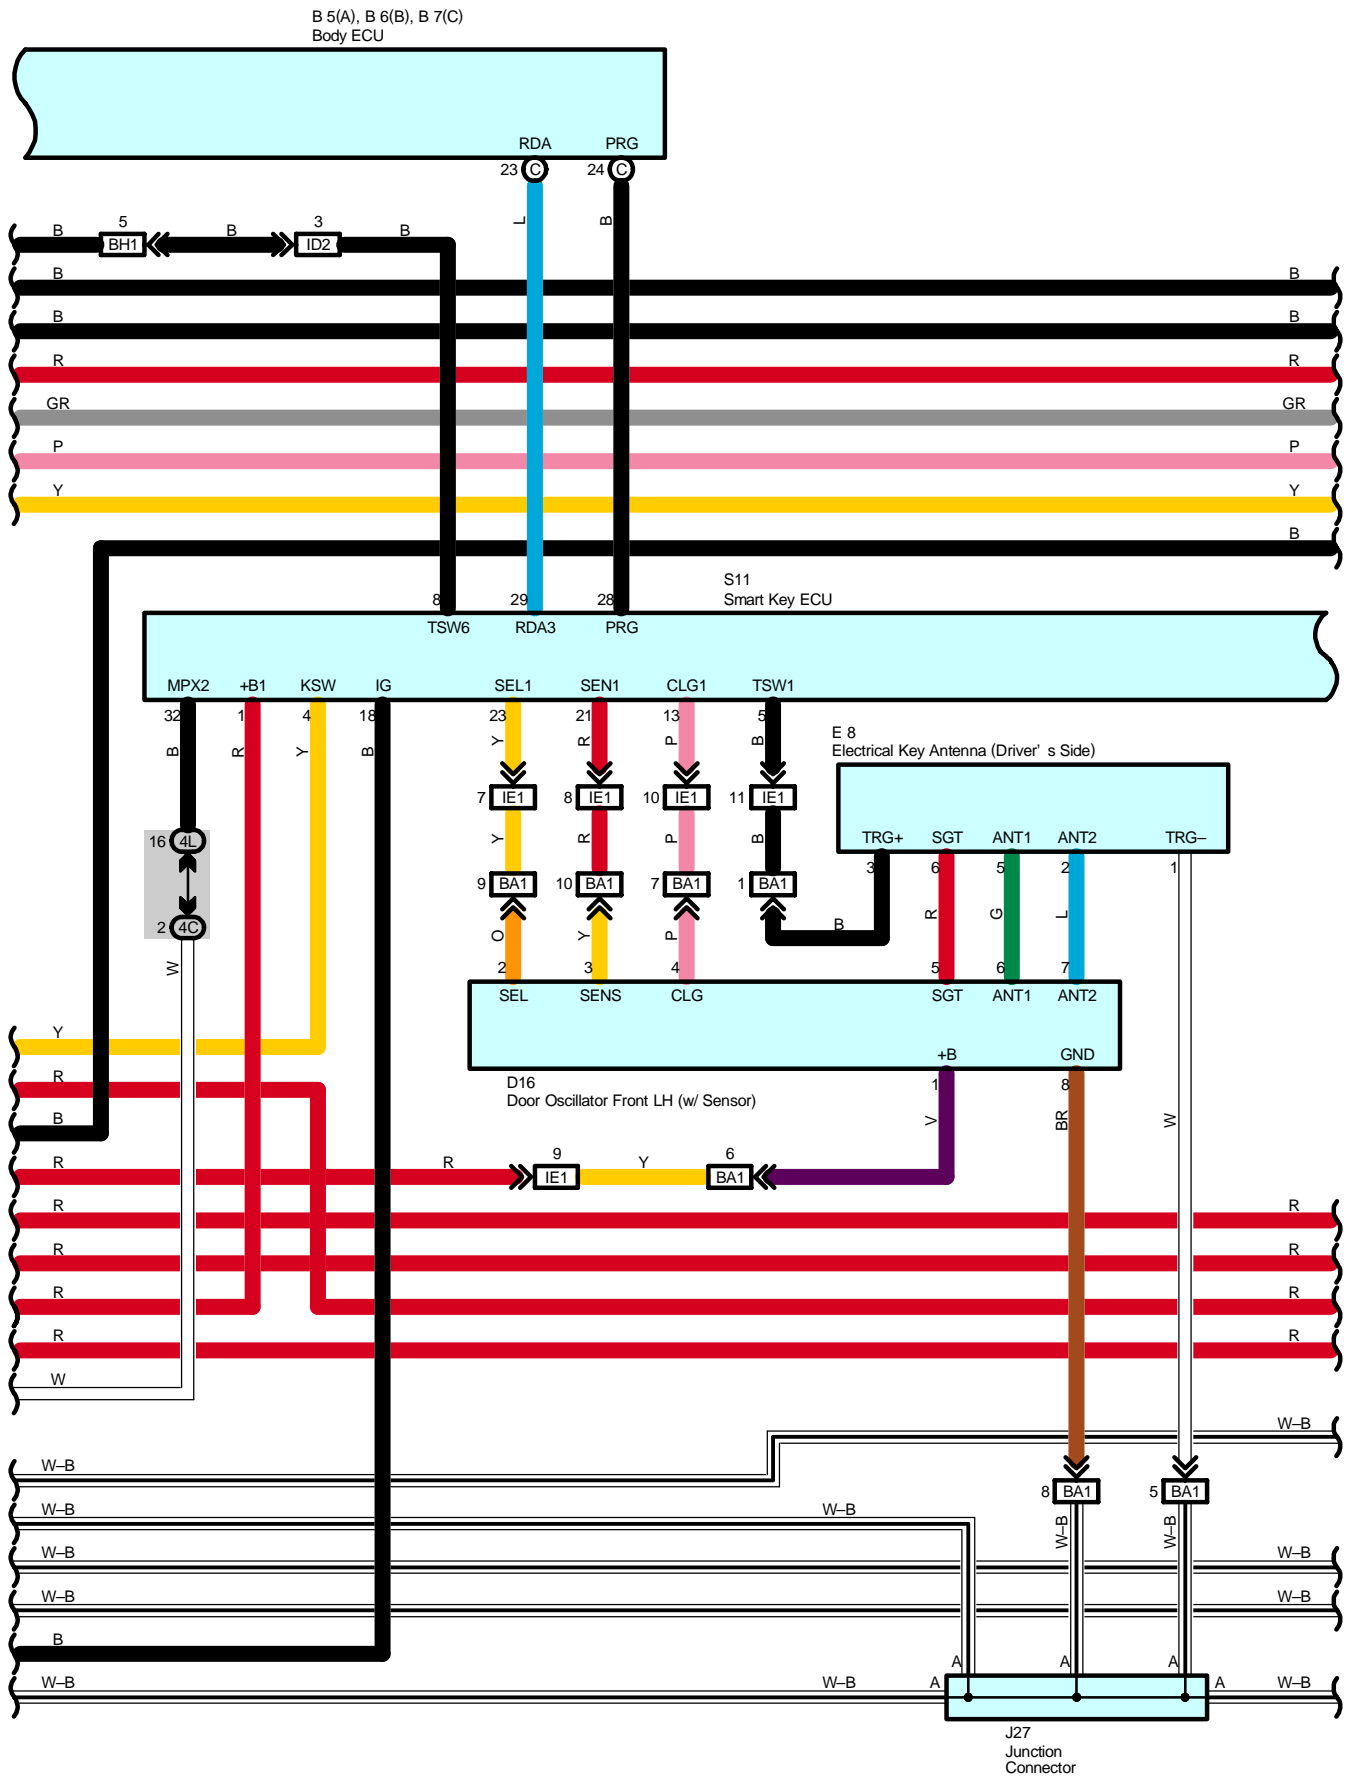 B 5(A), B 6(B), B 7(C)
Body ECU
RDA PRG
23 C 24 C
L B
5 3
B B B
BH1 ID2
B B
B B
R R
GR GR
P P
Y Y
B
S11
Smart Key ECU
8 29 28
TSW6 RDA3 PRG
MPX2 +B1 KSW IG SEL1 SEN1 CLG1 TSW1
32 1 4 18 23 21 13 5
B R Y B Y R P B
E 8
Electrical Key Antenna (Driver’ s Side)
7 IE1 8 IE1 10 IE1 11 IE1
TRG+ SGT ANT1 ANT2 TRG–
16 4L
Y R P B
3 6 5 2 1
9 BA1 10 BA1 7 BA1 1 BA1
2 4C
B R G L
O Y P
W
2 3 4 5 6 7
SEL SENS CLG SGT ANT1 ANT2
Y
+B GND
R
D16
Door Oscillator Front LH (w/ Sensor)
1 8
B V BR W
9 6
R R Y
IE1 BA1
R R
R R
R R
R R
W
W–B
W–B
8 BA1 5 BA1
W–B W–B
W–B W–B
W–B W–B
W–B W–B
B
A A A
W–B W–B A A W–B
J27
Junction
Connector